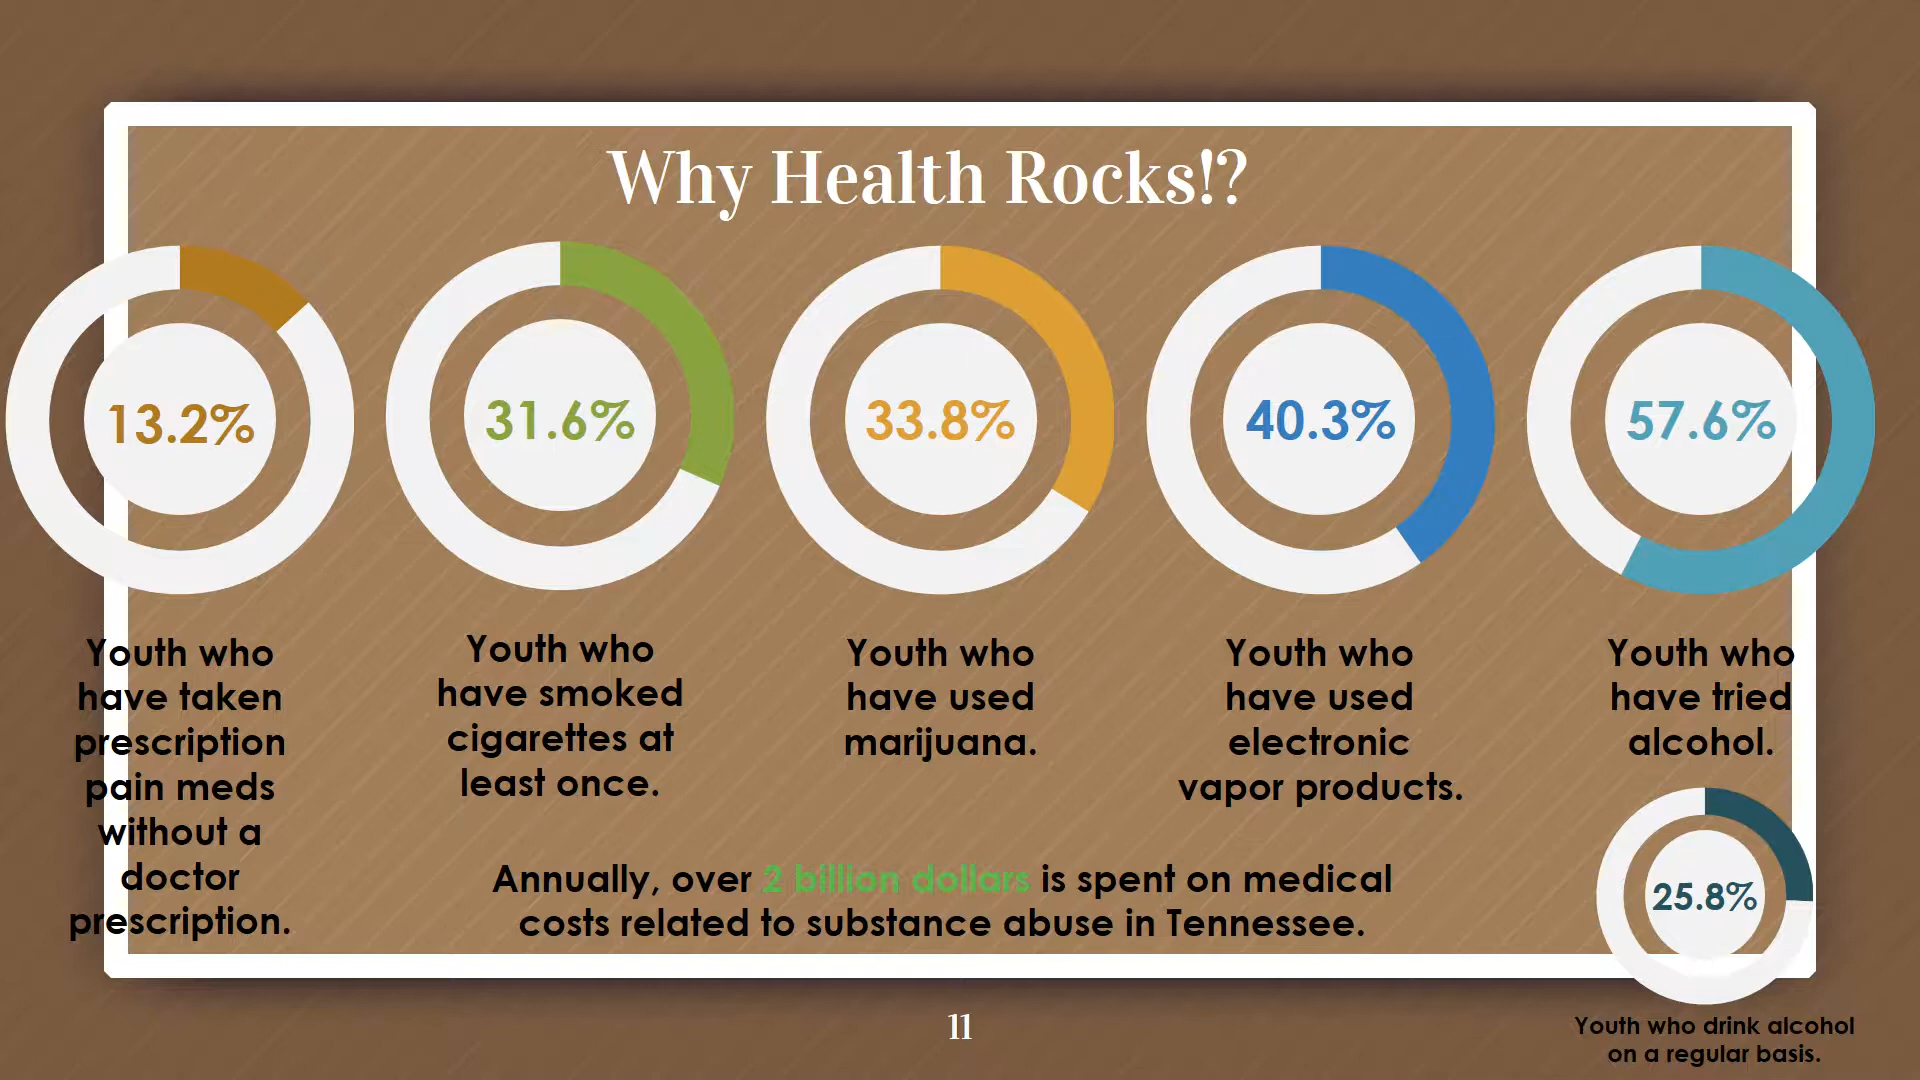 Why Health Rocks!?
13.2%
Youth who
have taken
prescription
pain meds
without a
doctor
prescription.
31.6%
Youth who
have smoked
cigarettes at
least once.
33.8%
Youth who
have used
marijuana.
40.3%
Youth who
have used
electronic
vapor products.
57.6%
Youth who
have tried
alcohol.
25.8%
Youth who drink alcohol
on a regular basis.
Annually, over 2 billion dollars is spent on medical
costs related to substance abuse in Tennessee.
11